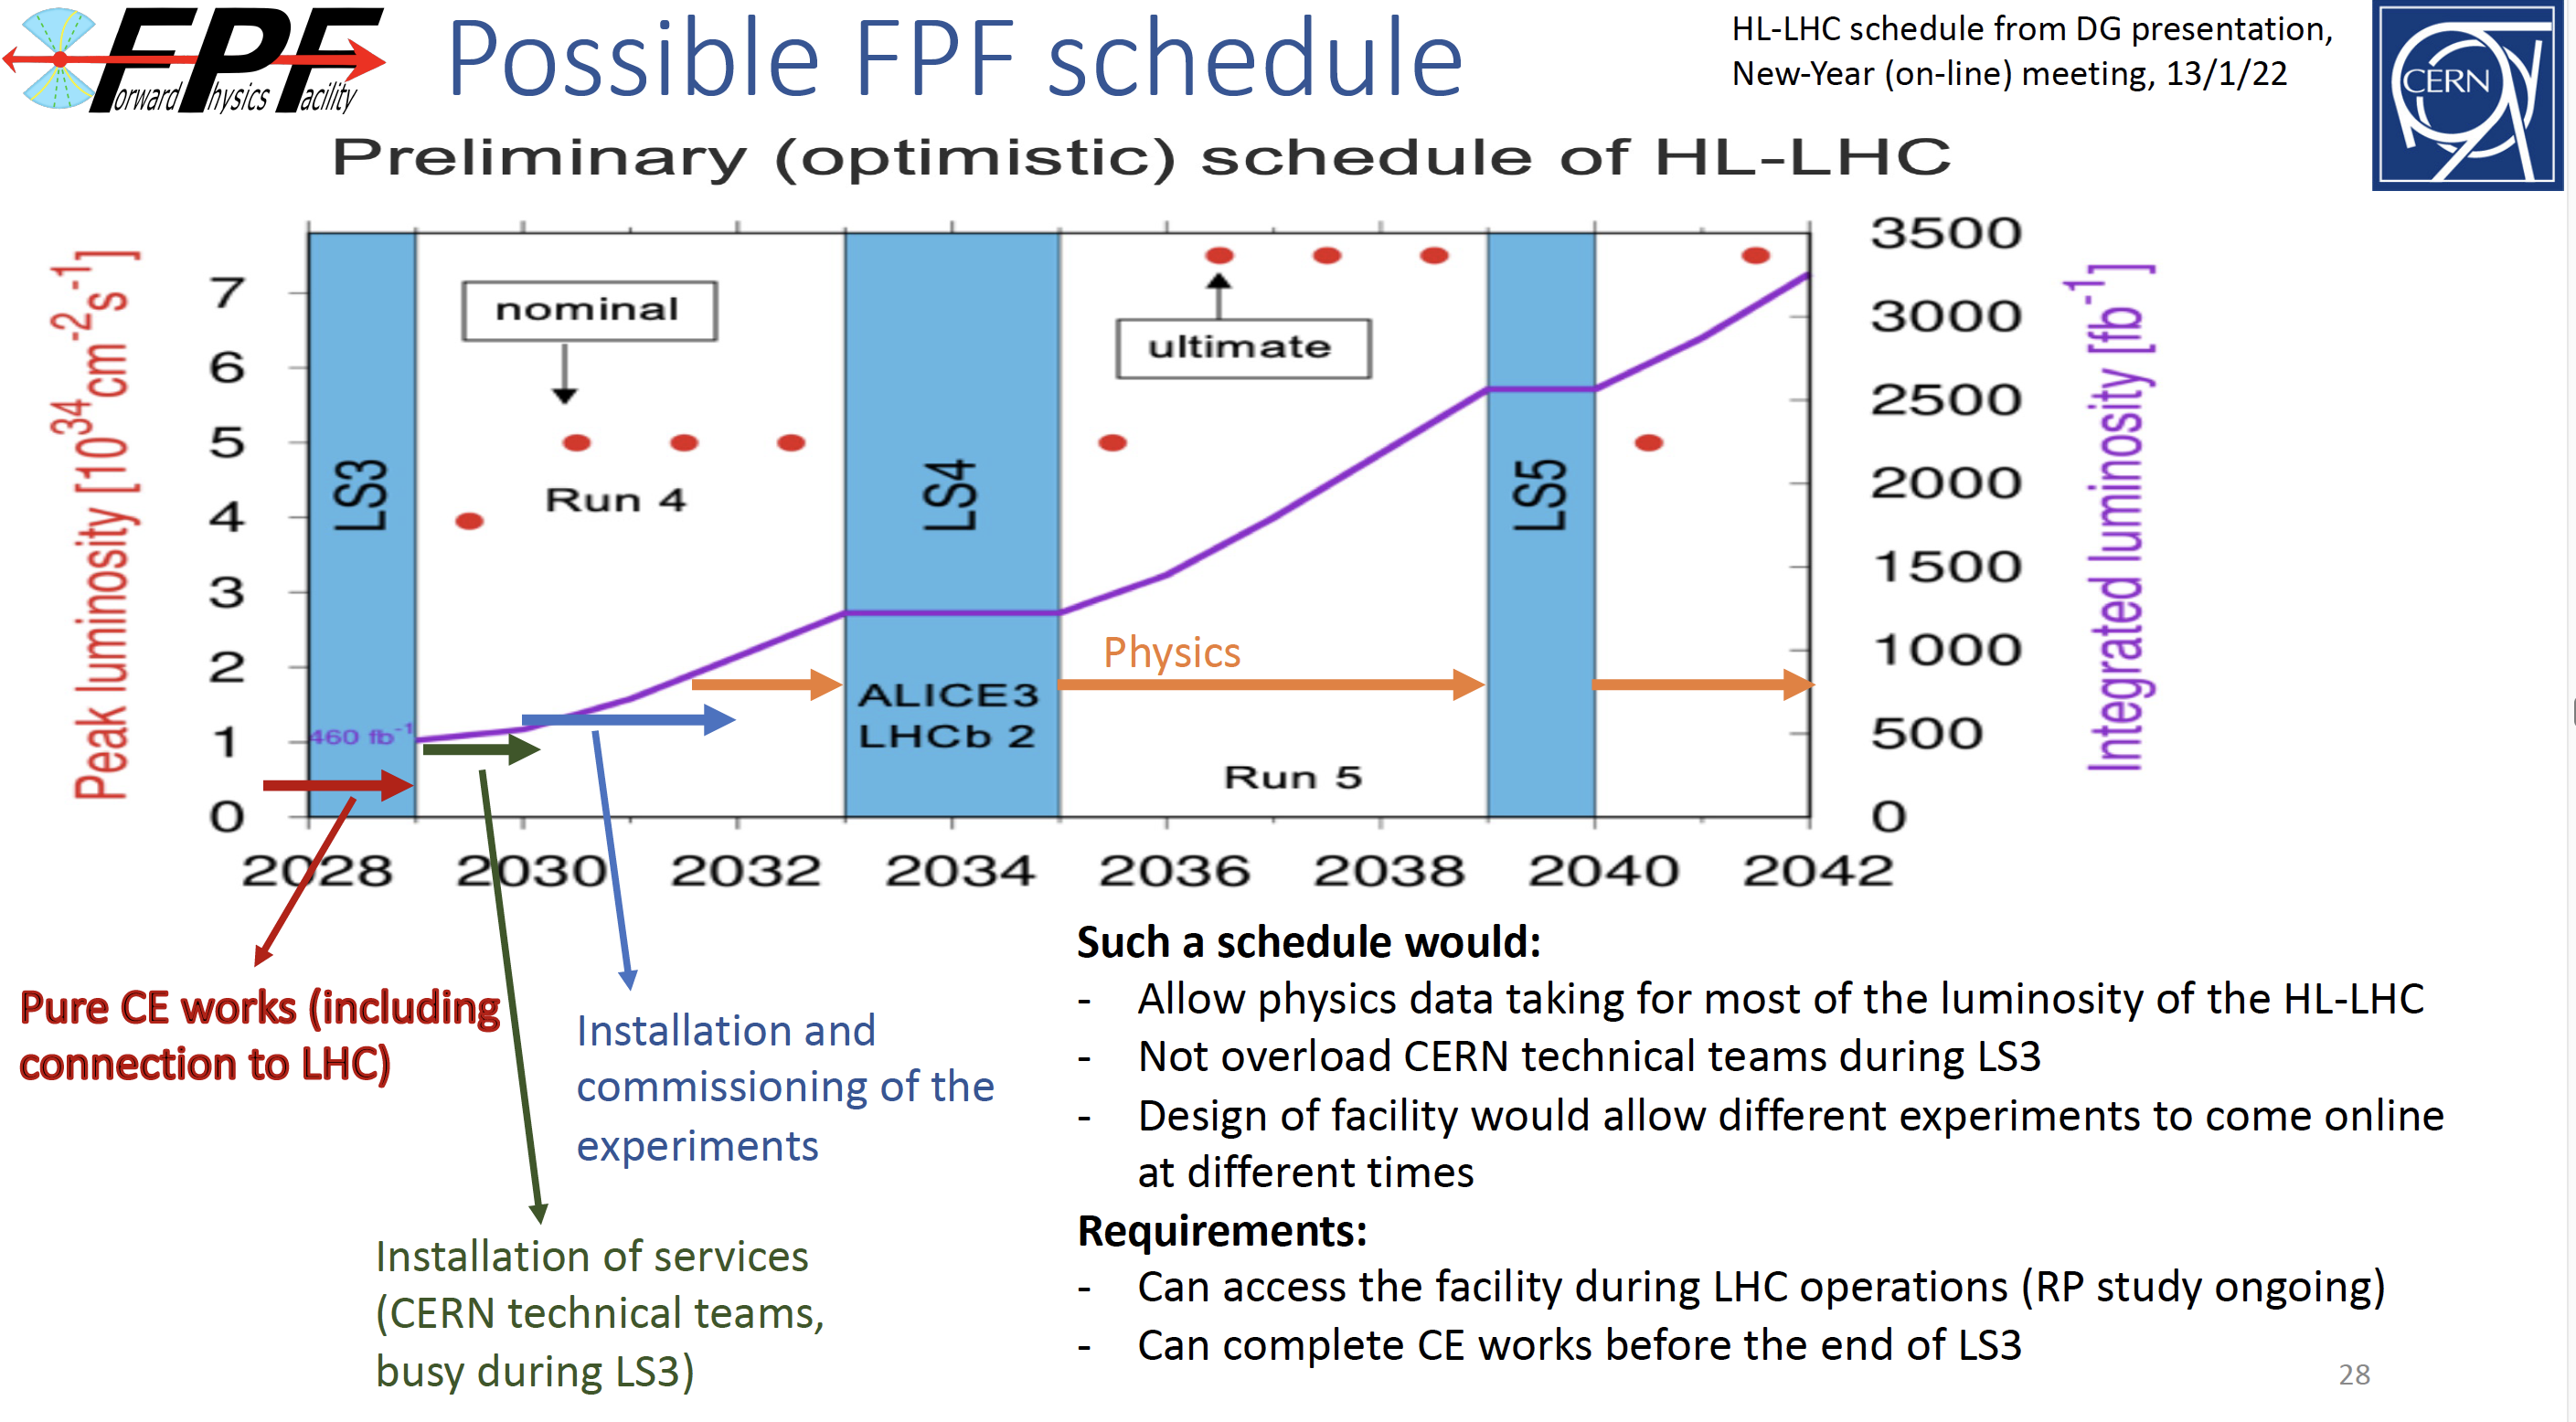 FPF
Forward Physics Facility
Possible FPF schedule
HL-LHC schedule from DG presentation,
New-Year (on-line) meeting, 13/1/22
CERN
Preliminary (optimistic) schedule of HL-LHC
Peak luminosity [10^34 cm^-2 s^-1]
7
6
5
4
3
2
1
0
3500
3000
2500
2000
1500
1000
500
0
Integrated luminosity [fb^-1]
nominal
ultimate
LS3
Run 4
LS4
LS5
Physics
ALICE3
LHCb 2
460 fb^-1
Run 5
2028 2030 2032 2034 2036 2038 2040 2042
Pure CE works (including
connection to LHC)
Installation and
commissioning of the
experiments
Installation of services
(CERN technical teams,
busy during LS3)
Such a schedule would:
- Allow physics data taking for most of the luminosity of the HL-LHC
- Not overload CERN technical teams during LS3
- Design of facility would allow different experiments to come online
at different times
Requirements:
- Can access the facility during LHC operations (RP study ongoing)
- Can complete CE works before the end of LS3
28